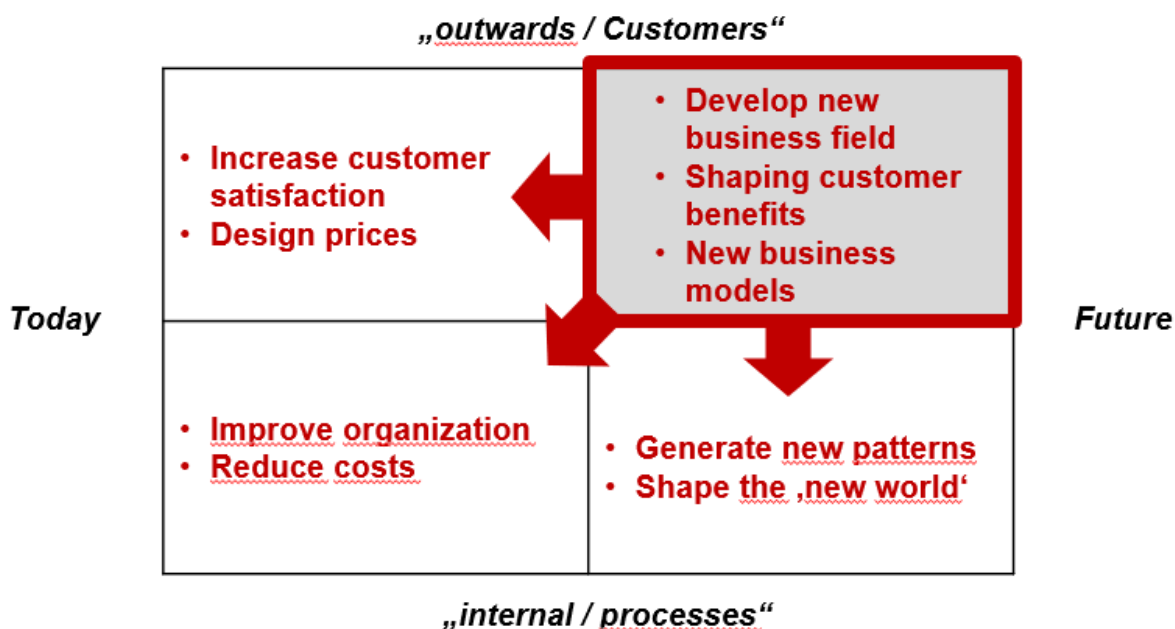 „outwards / Customers“
• Increase customer
satisfaction
• Design prices
• Develop new
business field
• Shaping customer
benefits
• New business
models
Today
Future
• Improve organization
• Reduce costs
• Generate new patterns
• Shape the ‚new world‘
„internal / processes“